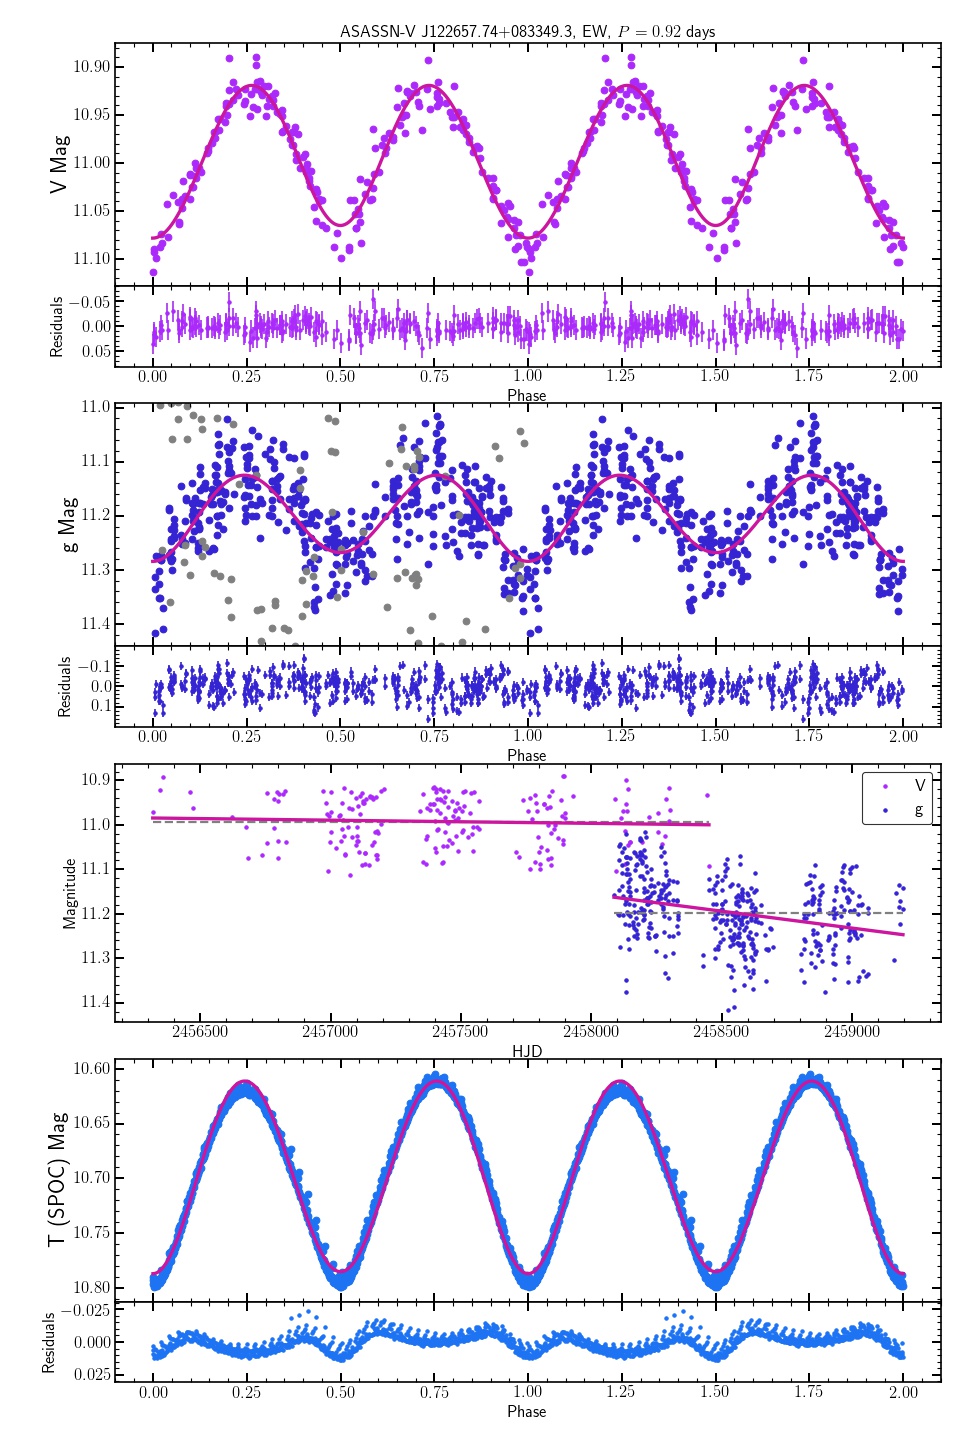 ASASSN-V J122657.74+083349.3, EW, P = 0.92 days
10.90
10.95
11.00
11.05
11.10
V Mag
−0.05
0.00
0.05
Residuals
0.00 0.25 0.50 0.75 1.00 1.25 1.50 1.75 2.00
Phase
11.0
11.1
11.2
11.3
11.4
g Mag
−0.1
0.0
0.1
Residuals
0.00 0.25 0.50 0.75 1.00 1.25 1.50 1.75 2.00
Phase
10.9
11.0
11.1
11.2
11.3
11.4
Magnitude
V
g
2456500 2457000 2457500 2458000 2458500 2459000
HJD
10.60
10.65
10.70
10.75
10.80
T (SPOC) Mag
−0.025
0.000
0.025
Residuals
0.00 0.25 0.50 0.75 1.00 1.25 1.50 1.75 2.00
Phase